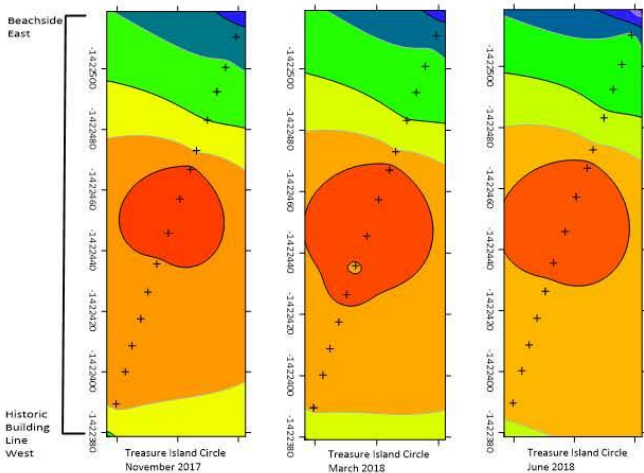 Beachside
East
-1422500
-1422480
-1422460
-1422440
-1422420
-1422400
-1422380
Historic
Building
Line
West
Treasure Island Circle
November 2017
-1422500
-1422480
-1422460
-1422440
-1422420
-1422400
-1422380
Treasure Island Circle
March 2018
-1422500
-1422480
-1422460
-1422440
-1422420
-1422400
-1422380
Treasure Island Circle
June 2018